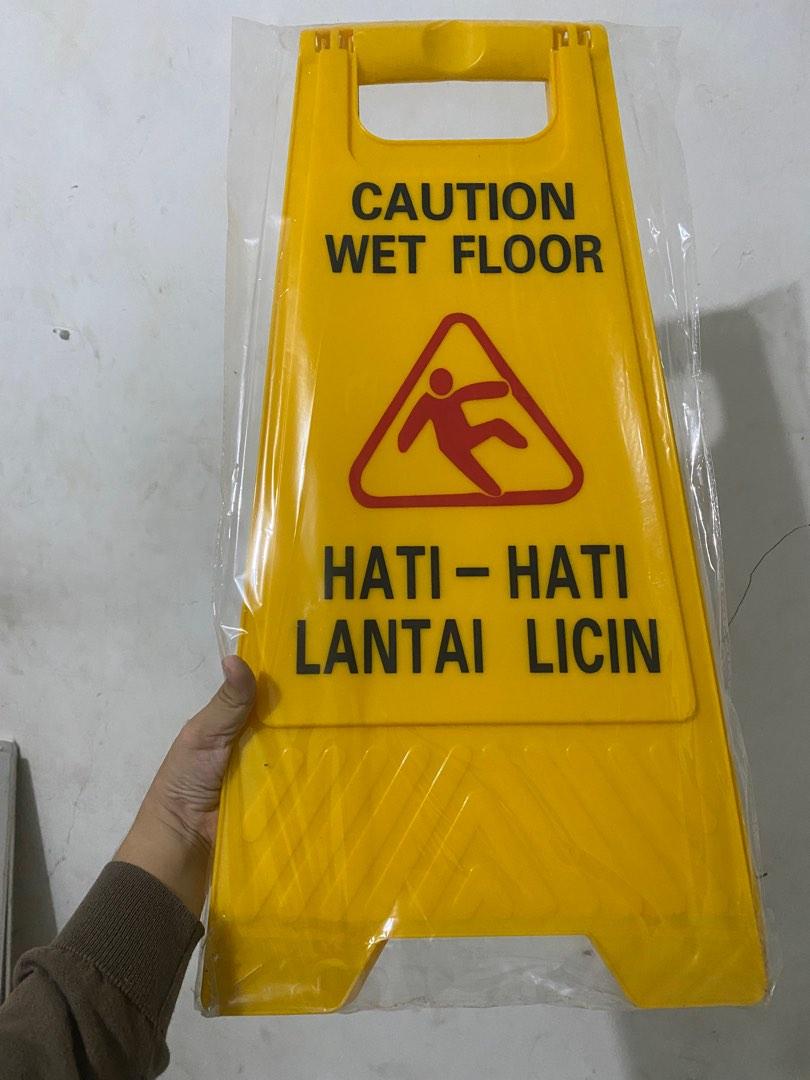 CAUTION
WET FLOOR
HATI – HATI
LANTAI LICIN